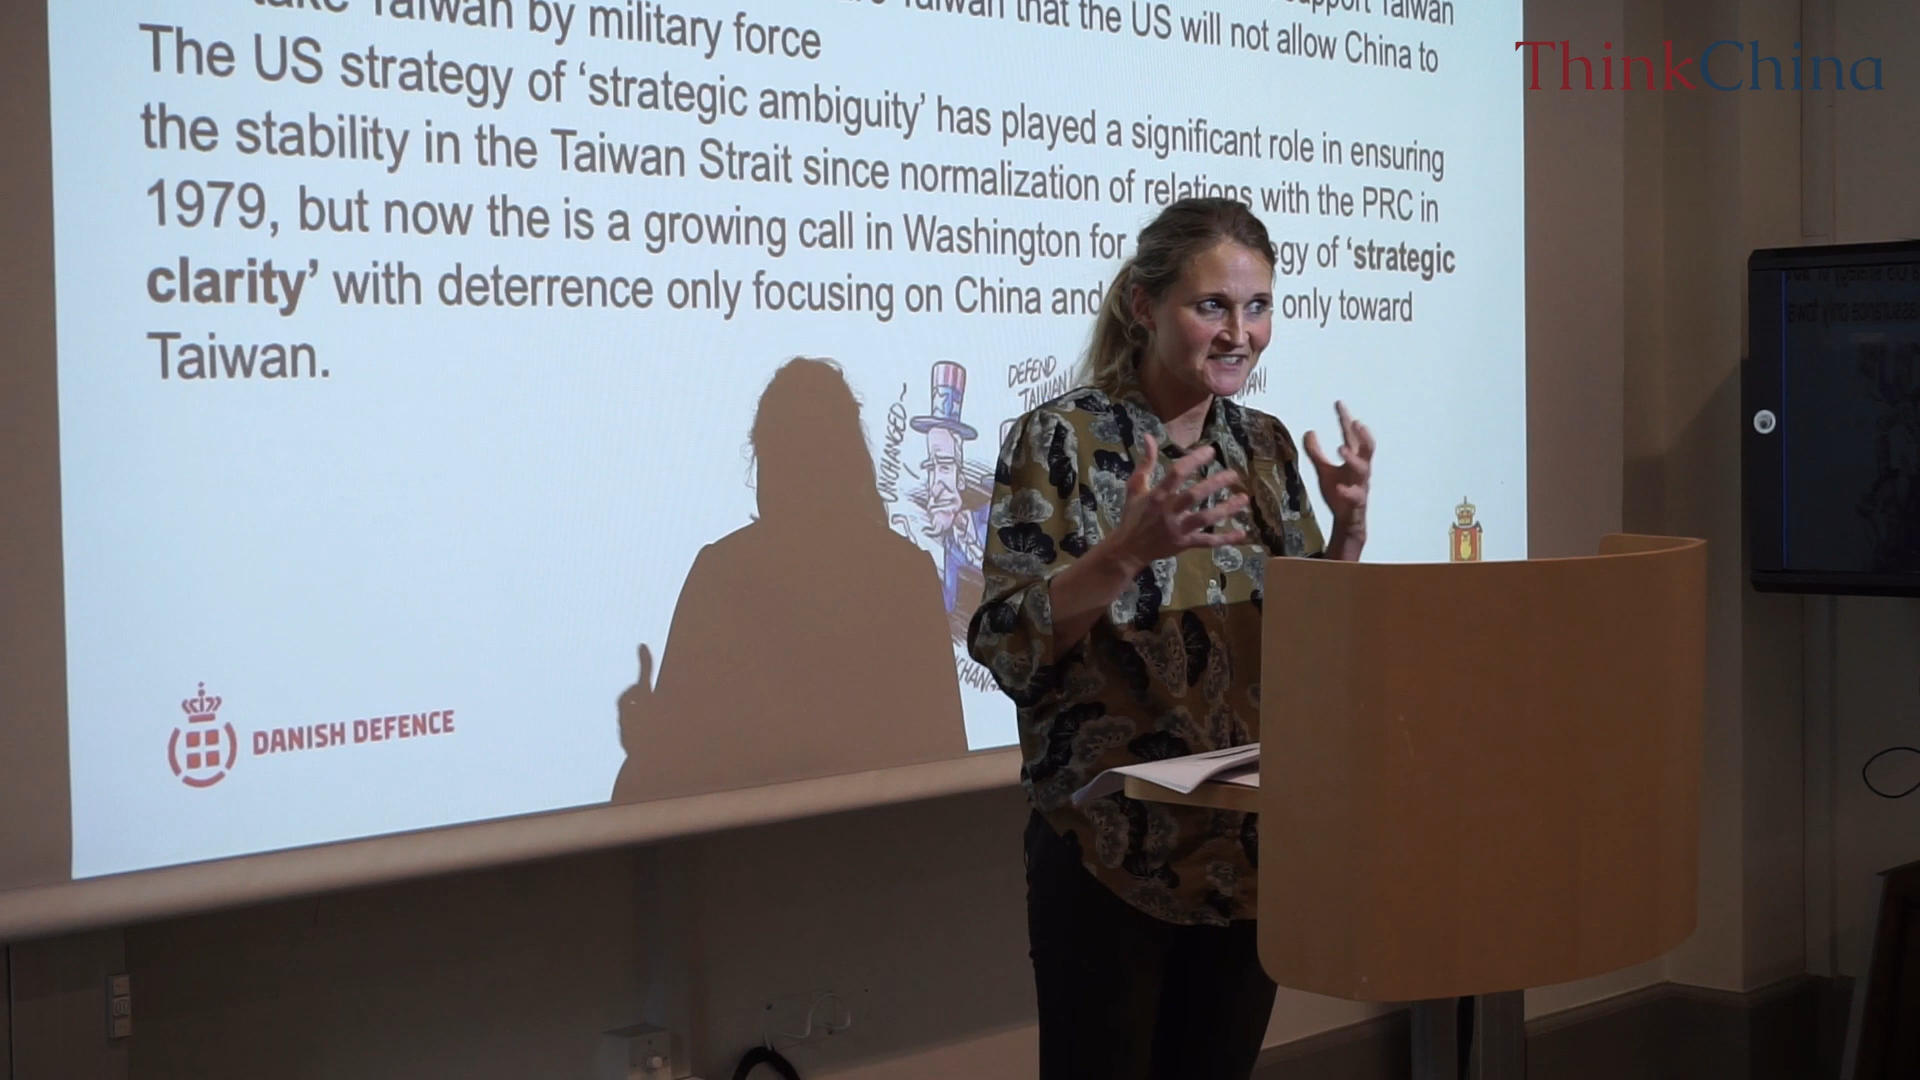 Taiwan that the US will not allow China to
Taiwan by military force
The US strategy of ‘strategic ambiguity’ has played a significant role in ensuring
the stability in the Taiwan Strait since normalization of relations with the PRC in
1979, but now the is a growing call in Washington for of ‘strategic
clarity’ with deterrence only focusing on China and only toward
Taiwan.
ThinkChina
UNCHANGED~
DEFEND
TAIWAN!
DANISH DEFENCE